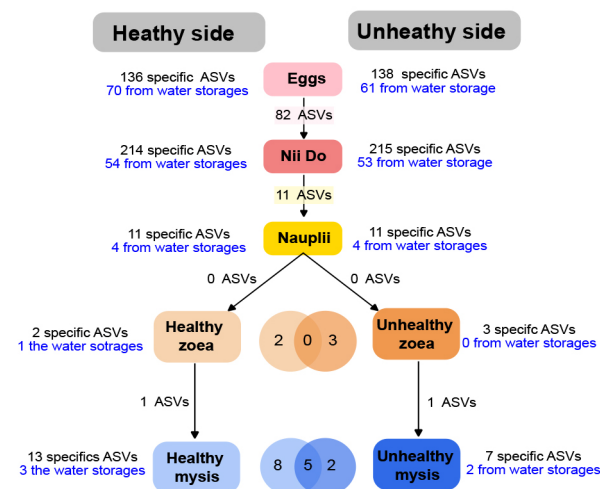 Heathy side
Unheathy side
136 specific ASVs
70 from water storages
Eggs
138 specific ASVs
61 from water storage
82 ASVs
214 specific ASVs
54 from water storages
Nii Do
215 specific ASVs
53 from water storage
11 ASVs
11 specific ASVs
4 from water storages
Nauplii
11 specific ASVs
4 from water storages
0 ASVs
0 ASVs
2 specific ASVs
1 the water sotrages
Healthy
zoea
2 0 3
Unhealthy
zoea
3 specifc ASVs
0 from water storages
1 ASVs
1 ASVs
13 specifics ASVs
3 the water storages
Healthy
mysis
8 5 2
Unhealthy
mysis
7 specific ASVs
2 from water storages